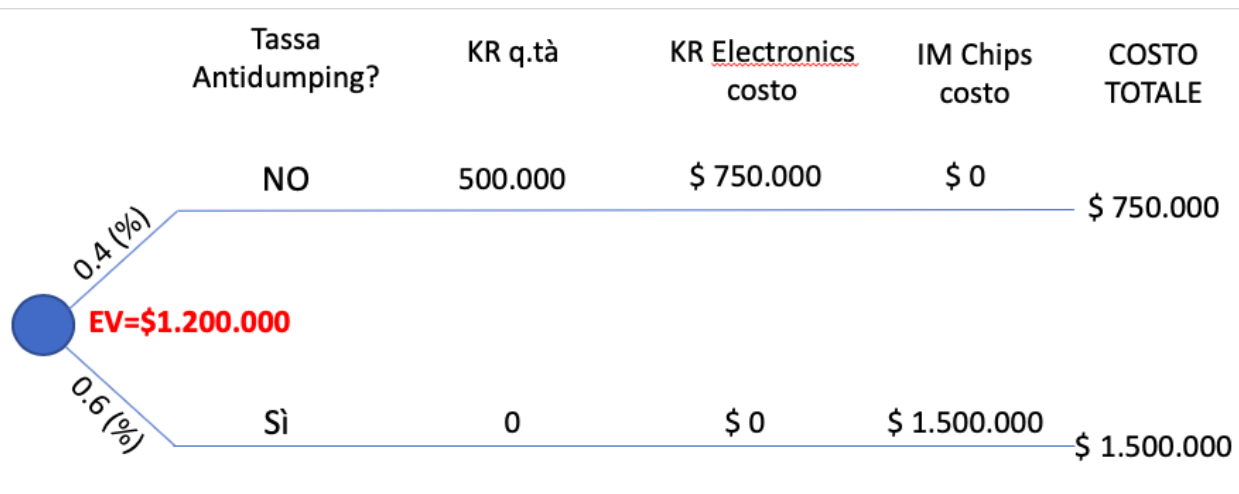 Tassa
Antidumping?
KR q.tà
KR Electronics
costo
IM Chips
costo
COSTO
TOTALE
NO
500.000
$ 750.000
$ 0
$ 750.000
0.4 (%)
EV=$1.200.000
0.6 (%)
Sì
0
$ 0
$ 1.500.000
$ 1.500.000